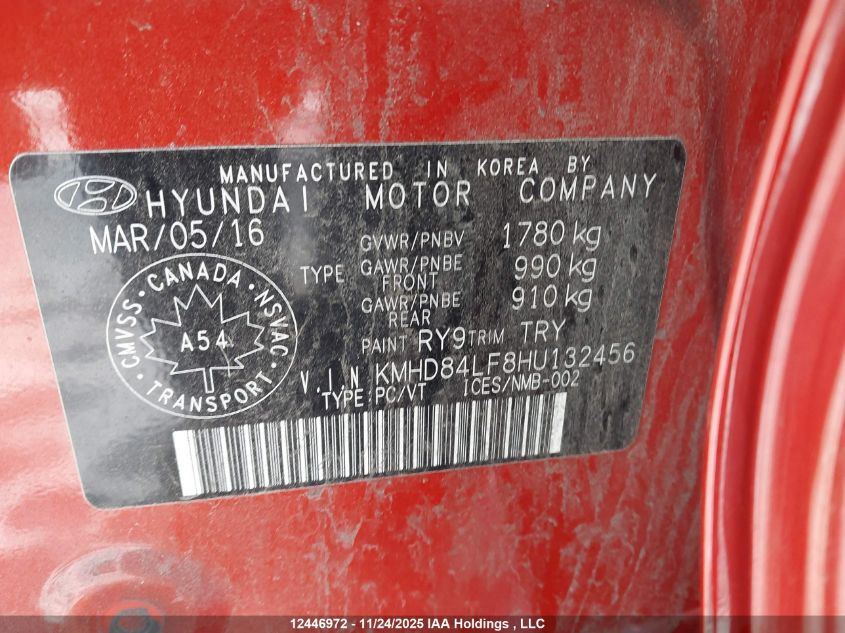 MANUFACTURED IN KOREA BY
HYUNDAI MOTOR COMPANY
MAR/05/16
GVWR/PNBV 1780 kg
TYPE GAWR/PNBE FRONT 990 kg
GAWR/PNBE REAR 910 kg
PAINT RY9 TRIM TRY
V.I.N KMHD84LF8HU132456
TYPE: PC/VT ICES/NMB-002
CMVSS · CANADA · NSVAC · TRANSPORT ·
A54
12446972 - 11/24/2025 IAA Holdings , LLC